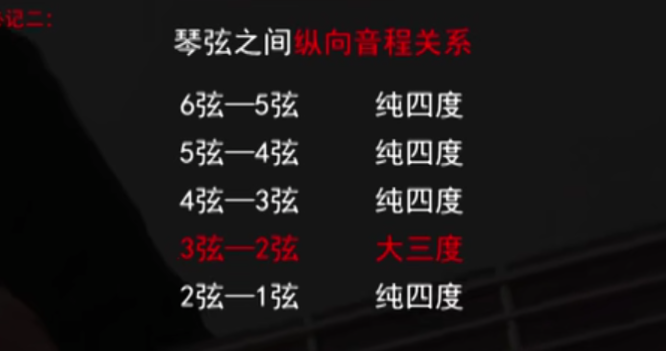 记二：
琴弦之间纵向音程关系
6弦—5弦 纯四度
5弦—4弦 纯四度
4弦—3弦 纯四度
3弦—2弦 大三度
2弦—1弦 纯四度